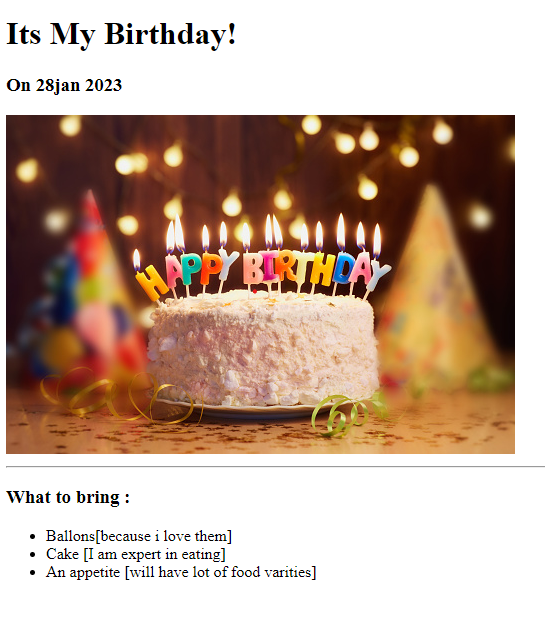 Its My Birthday!
On 28jan 2023
HAPPY BIRTHDAY
What to bring :
Ballons[because i love them]
Cake [I am expert in eating]
An appetite [will have lot of food varities]